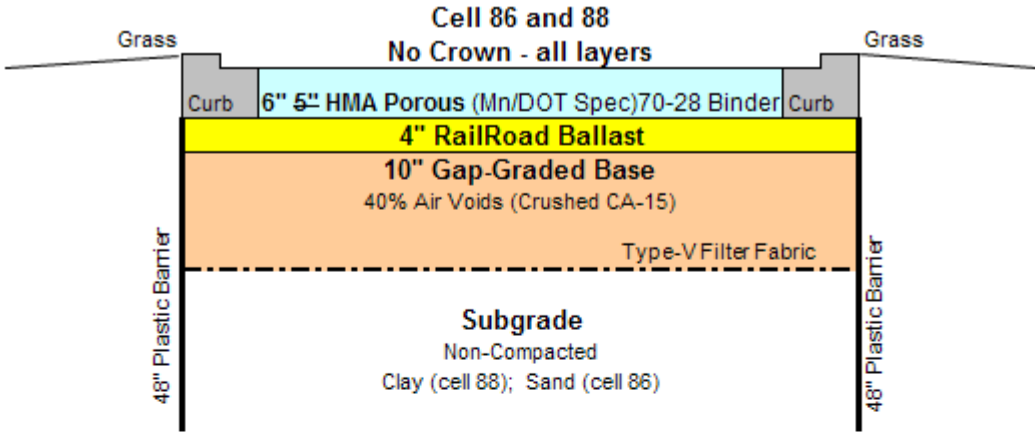 Cell 86 and 88
Grass
No Crown - all layers
Grass
Curb
6" 5" HMA Porous (Mn/DOT Spec)70-28 Binder
Curb
4" RailRoad Ballast
10" Gap-Graded Base
40% Air Voids (Crushed CA-15)
Type-V Filter Fabric
48" Plastic Barrier
48" Plastic Barrier
Subgrade
Non-Compacted
Clay (cell 88); Sand (cell 86)